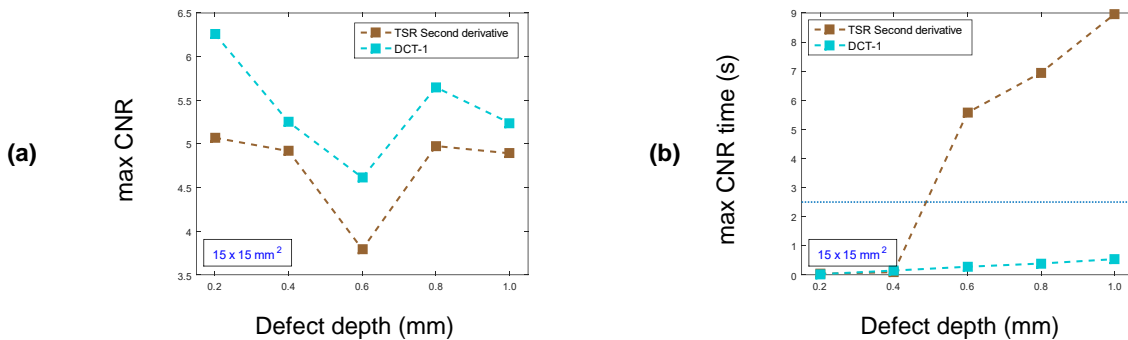 (a)
max CNR
6.5
6
5.5
5
4.5
4
3.5
TSR Second derivative
DCT-1
15 x 15 mm²
0.2 0.4 0.6 0.8 1.0
Defect depth (mm)
(b)
max CNR time (s)
9
8
7
6
5
4
3
2
1
0
TSR Second derivative
DCT-1
15 x 15 mm²
0.2 0.4 0.6 0.8 1.0
Defect depth (mm)